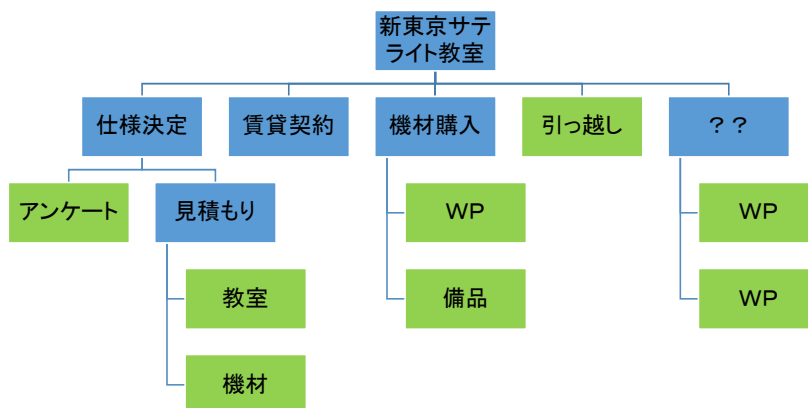 新東京サテ
ライト教室
仕様決定
賃貸契約
機材購入
引っ越し
？？
アンケート
見積もり
ＷＰ
ＷＰ
教室
備品
ＷＰ
機材